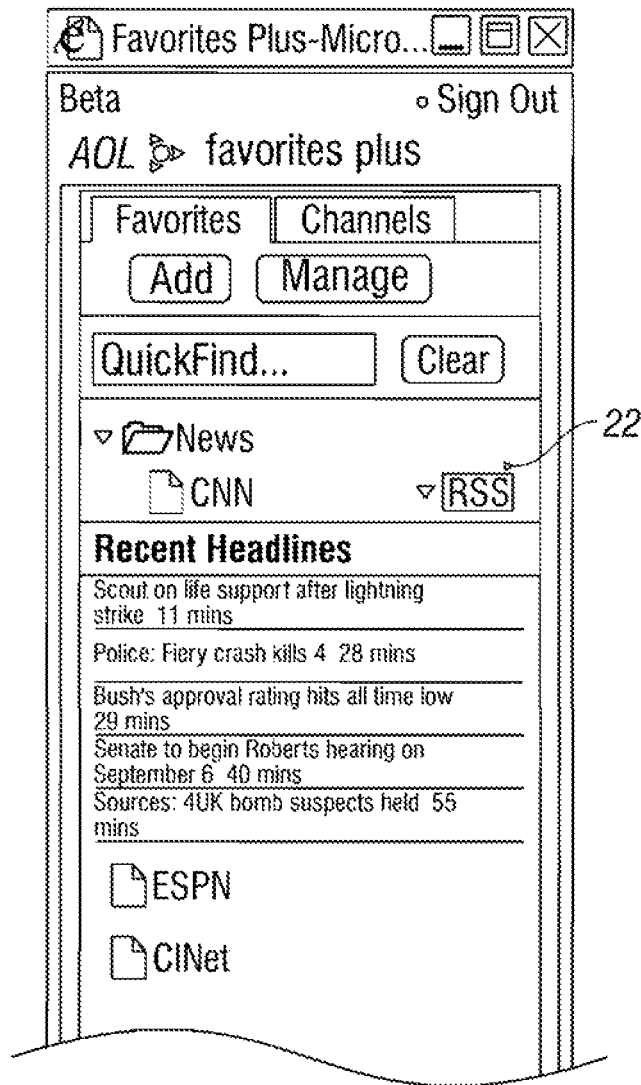 Favorites Plus-Micro...
Beta Sign Out
AOL favorites plus
Favorites Channels
Add Manage
QuickFind... Clear
News
22
CNN RSS
Recent Headlines
Scout on life support after lightning
strike 11 mins
Police: Fiery crash kills 4 28 mins
Bush's approval rating hits all time low
29 mins
Senate to begin Roberts hearing on
September 6 40 mins
Sources: 4UK bomb suspects held 55
mins
ESPN
CINet